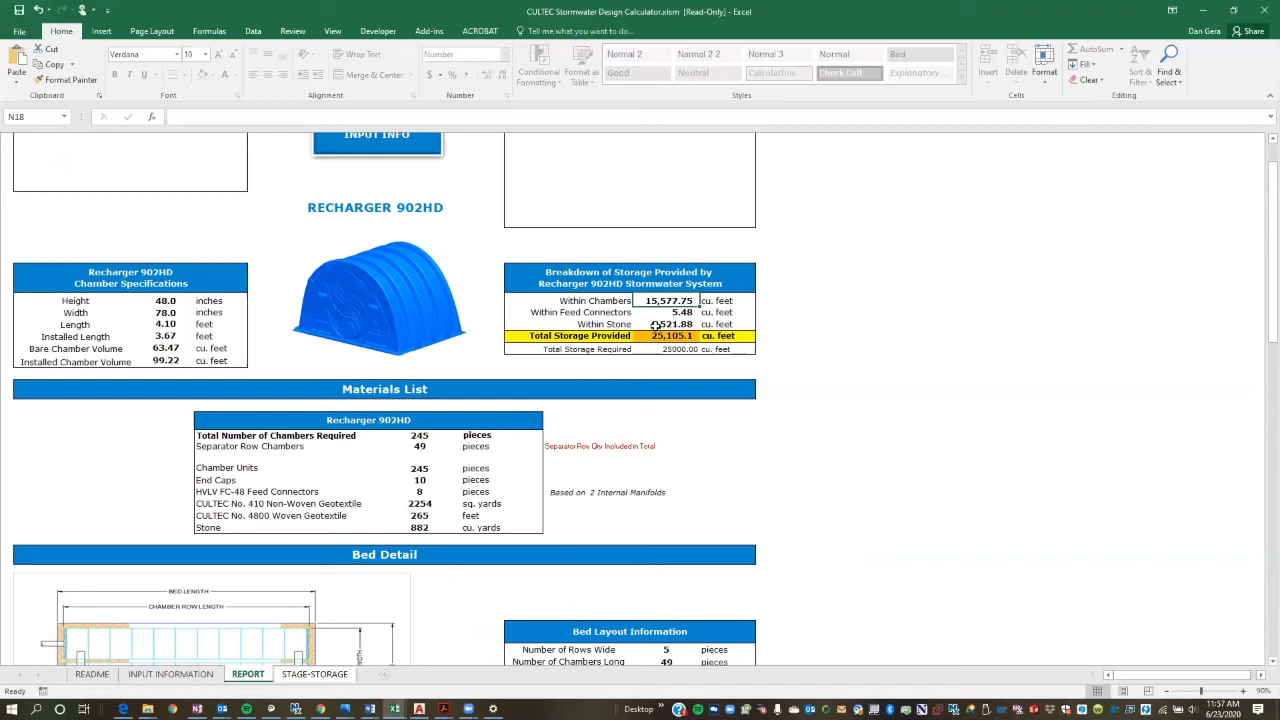 CULTEC Stormwater Design Calculator.xlsm [Read-Only] - Excel
File Home Insert Page Layout Formulas Data Review View Developer Add-ins ACROBAT Tell me what you want to do... Dan Gera Share
Paste Cut Copy Format Painter Clipboard
Verdana 10 Font
Wrap Text Merge & Center Alignment
Number Number
Conditional Formatting Format as Table
Normal 2 Normal 2 2 Normal 3 Normal Bad
Good Neutral Calculation Check Cell Explanatory...
Styles
Insert Delete Format Cells
AutoSum Fill Clear Sort & Filter Find & Select Editing
N18
INPUT INFO
RECHARGER 902HD
Recharger 902HD
Chamber Specifications
Height 48.0 inches
Width 78.0 inches
Length 4.10 feet
Installed Length 3.67 feet
Bare Chamber Volume 63.47 cu. feet
Installed Chamber Volume 99.22 cu. feet
Breakdown of Storage Provided by
Recharger 902HD Stormwater System
Within Chambers 15,577.75 cu. feet
Within Feed Connectors 5.48 cu. feet
Within Stone 521.88 cu. feet
Total Storage Provided 25,105.1 cu. feet
Total Storage Required 25000.00 cu. feet
Materials List
Recharger 902HD
Total Number of Chambers Required 245 pieces
Separator Row Chambers 49 pieces Separator Row Qty Included in Total
Chamber Units 245 pieces
End Caps 10 pieces
HVLV FC-48 Feed Connectors 8 pieces Based on 2 Internal Manifolds
CULTEC No. 410 Non-Woven Geotextile 2254 sq. yards
CULTEC No. 4800 Woven Geotextile 265 feet
Stone 882 cu. yards
Bed Detail
BED LENGTH
CHAMBER ROW LENGTH
Bed Layout Information
Number of Rows Wide 5 pieces
Number of Chambers Long 49 pieces
README INPUT INFORMATION REPORT STAGE-STORAGE
Ready 90%
Desktop 11:57 AM
6/23/2020